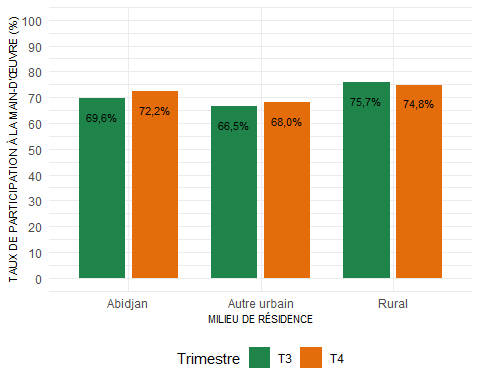 TAUX DE PARTICIPATION À LA MAIN-D'ŒUVRE (%)
100
90
80
70
60
50
40
30
20
10
0
69,6%
72,2%
66,5%
68,0%
75,7%
74,8%
Abidjan
Autre urbain
Rural
MILIEU DE RÉSIDENCE
Trimestre
T3
T4